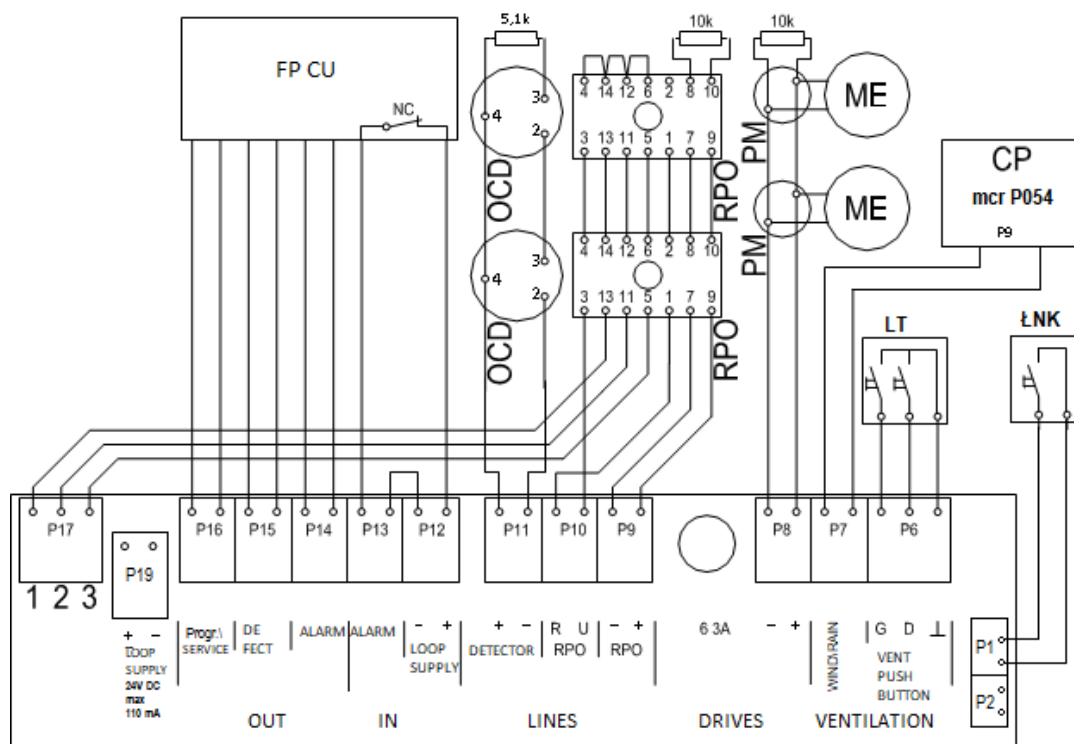 5,1k
10k
10k
FP CU
NC
4
3
2
OCD
4 14 12 6 2 8 10
3 13 11 5 1 7 9
RPO
PM
ME
CP
mcr P054
P9
4
3
2
OCD
4 14 12 6 2 8 10
3 13 11 5 1 7 9
RPO
PM
ME
LT
ŁNK
P17
P16
P15
P14
P13
P12
P11
P10
P9
P8
P7
P6
1 2 3
P19
+ -
LOOP
SUPPLY
24V DC
max
110 mA
Progr.\
SERVICE
DE
FECT
ALARM
ALARM
- +
LOOP
SUPPLY
+ -
DETECTOR
R U
RPO
- +
RPO
6 3A
- +
WIND\RAIN
G D ⊥
VENT
PUSH
BUTTON
P1
P2
OUT
IN
LINES
DRIVES
VENTILATION